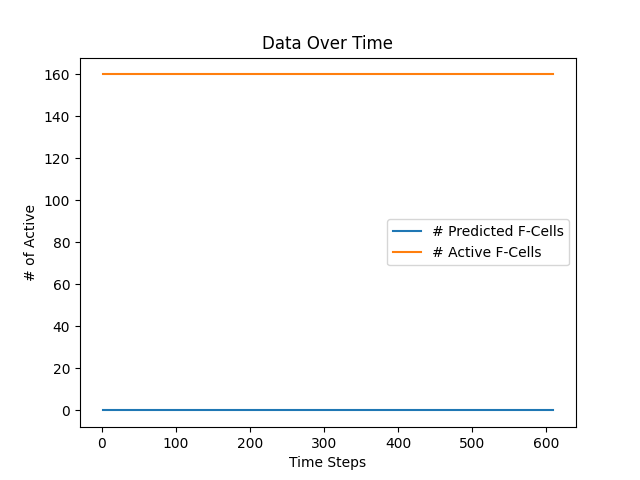 Data Over Time
# of Active
160
140
120
100
80
60
40
20
0
# Predicted F-Cells
# Active F-Cells
0 100 200 300 400 500 600
Time Steps